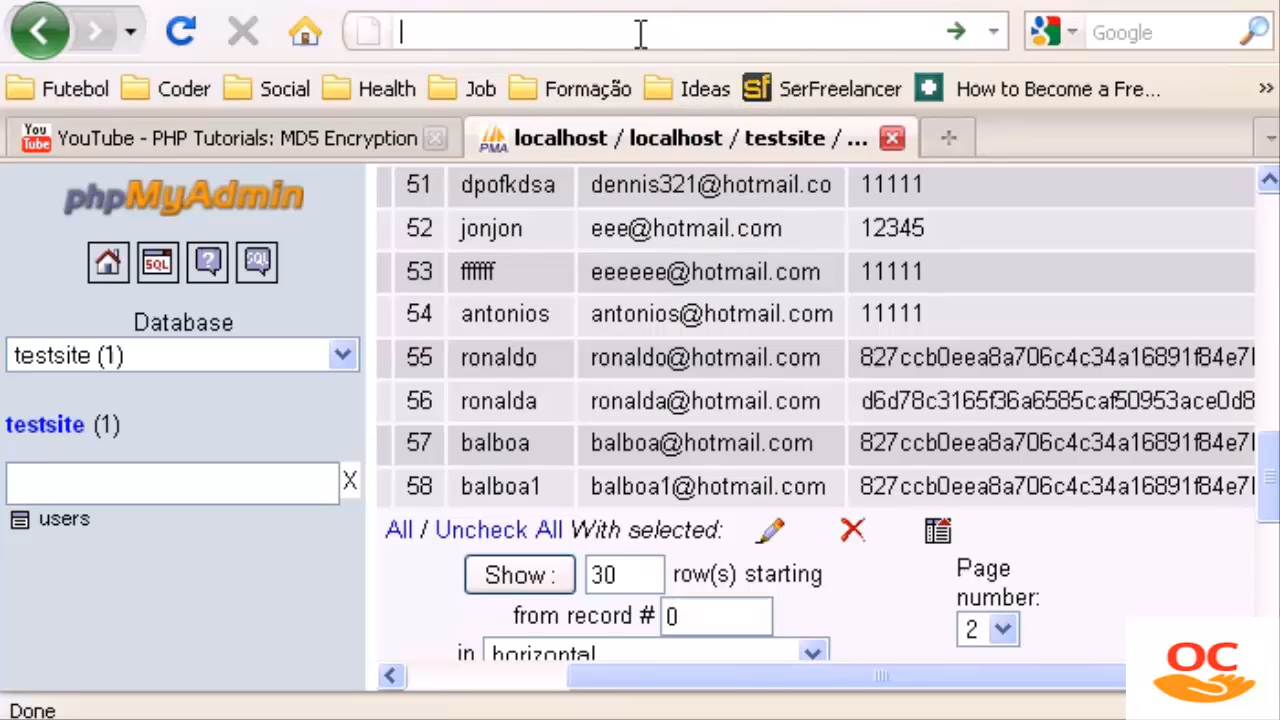 Google
Futebol Coder Social Health Job Formação Ideas SerFreelancer How to Become a Fre... »
You Tube YouTube - PHP Tutorials: MD5 Encryption PMA localhost / localhost / testsite / ...
phpMyAdmin
SQL ? SQL
Database
testsite (1)
testsite (1)
X
users
51 dpofkdsa dennis321@hotmail.co 11111
52 jonjon eee@hotmail.com 12345
53 ffffff eeeeee@hotmail.com 11111
54 antonios antonios@hotmail.com 11111
55 ronaldo ronaldo@hotmail.com 827ccb0eea8a706c4c34a16891f84e7
56 ronalda ronalda@hotmail.com d6d78c3165f36a6585caf50953ace0d8
57 balboa balboa@hotmail.com 827ccb0eea8a706c4c34a16891f84e7
58 balboa1 balboa1@hotmail.com 827ccb0eea8a706c4c34a16891f84e7
All / Uncheck All With selected:
Show : 30 row(s) starting
from record # 0
in horizontal
Page
number:
2
OC
Done